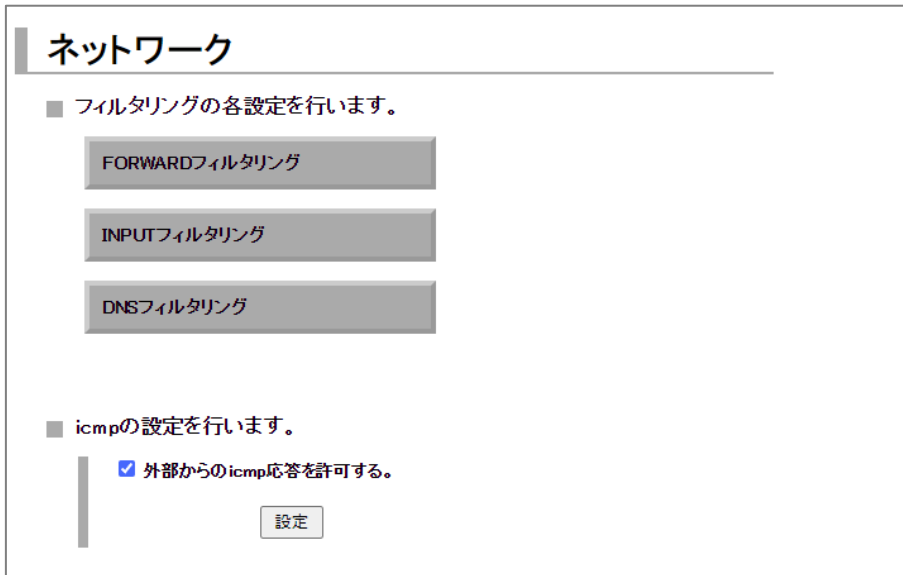 ネットワーク
フィルタリングの各設定を行います。
FORWARDフィルタリング
INPUTフィルタリング
DNSフィルタリング
icmpの設定を行います。
外部からのicmp応答を許可する。
設定